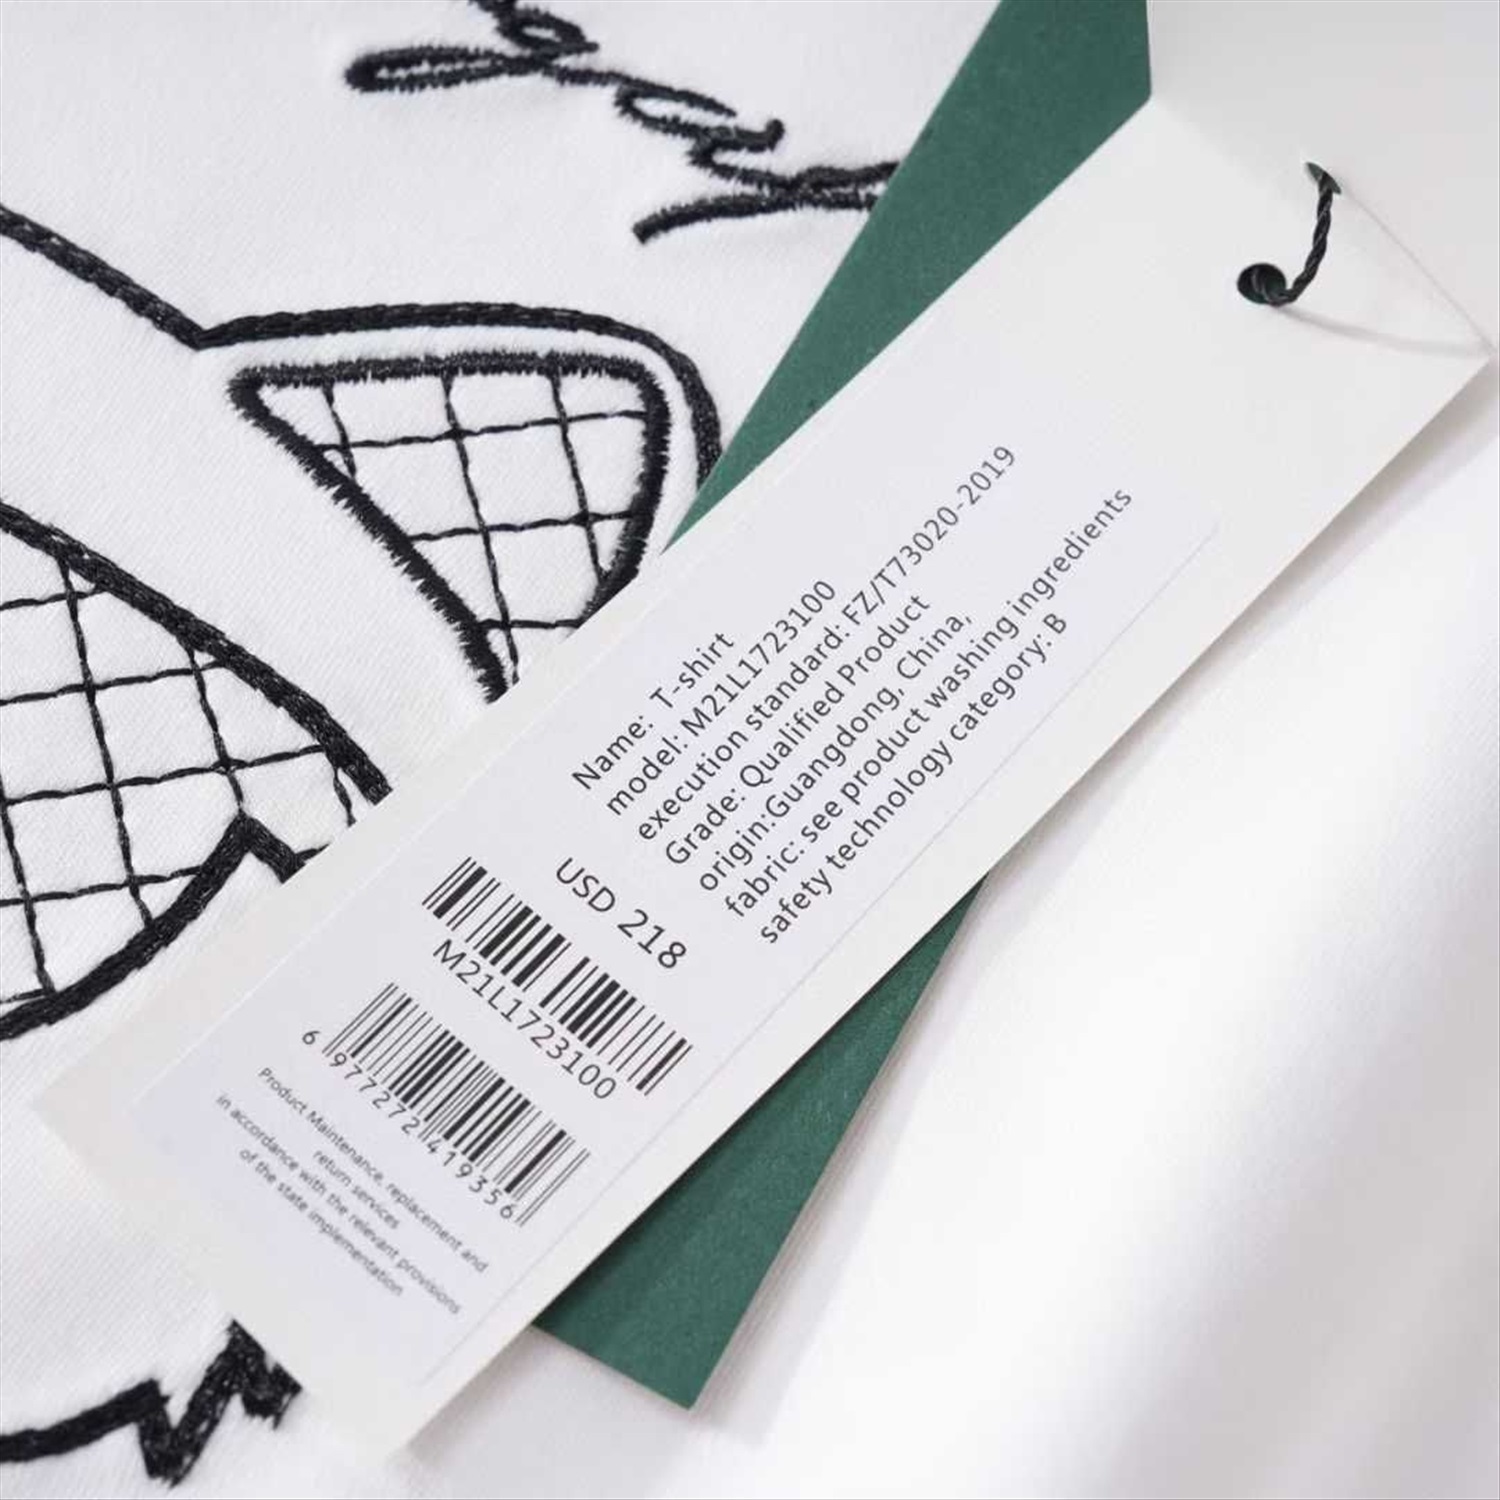 Name: T-shirt
model: M21L1723100
execution standard: FZ/T73020-2019
Grade: Qualified Product
origin:Guangdong, China,
fabric: see product washing ingredients
safety technology category: B
USD 218
M21L1723100
6 977272 419356
Product Maintenance, replacement and
return services
in accordance with the relevant provisions
of the state implementation